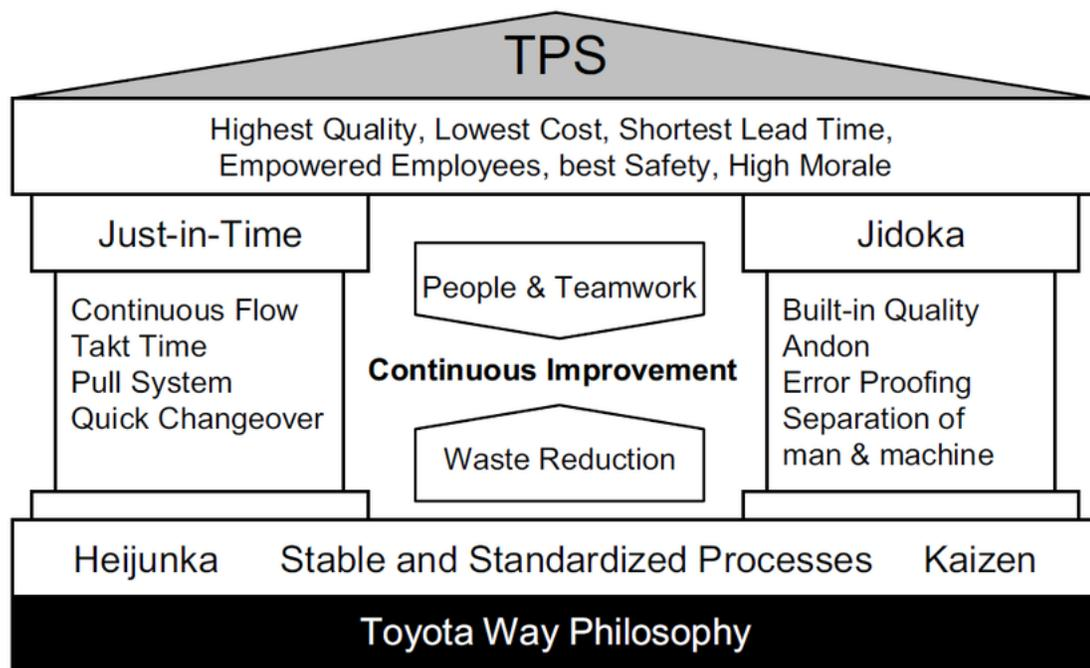 TPS
Highest Quality, Lowest Cost, Shortest Lead Time,
Empowered Employees, best Safety, High Morale
Just-in-Time
Continuous Flow
Takt Time
Pull System
Quick Changeover
People & Teamwork
Continuous Improvement
Waste Reduction
Jidoka
Built-in Quality
Andon
Error Proofing
Separation of
man & machine
Heijunka
Stable and Standardized Processes
Kaizen
Toyota Way Philosophy